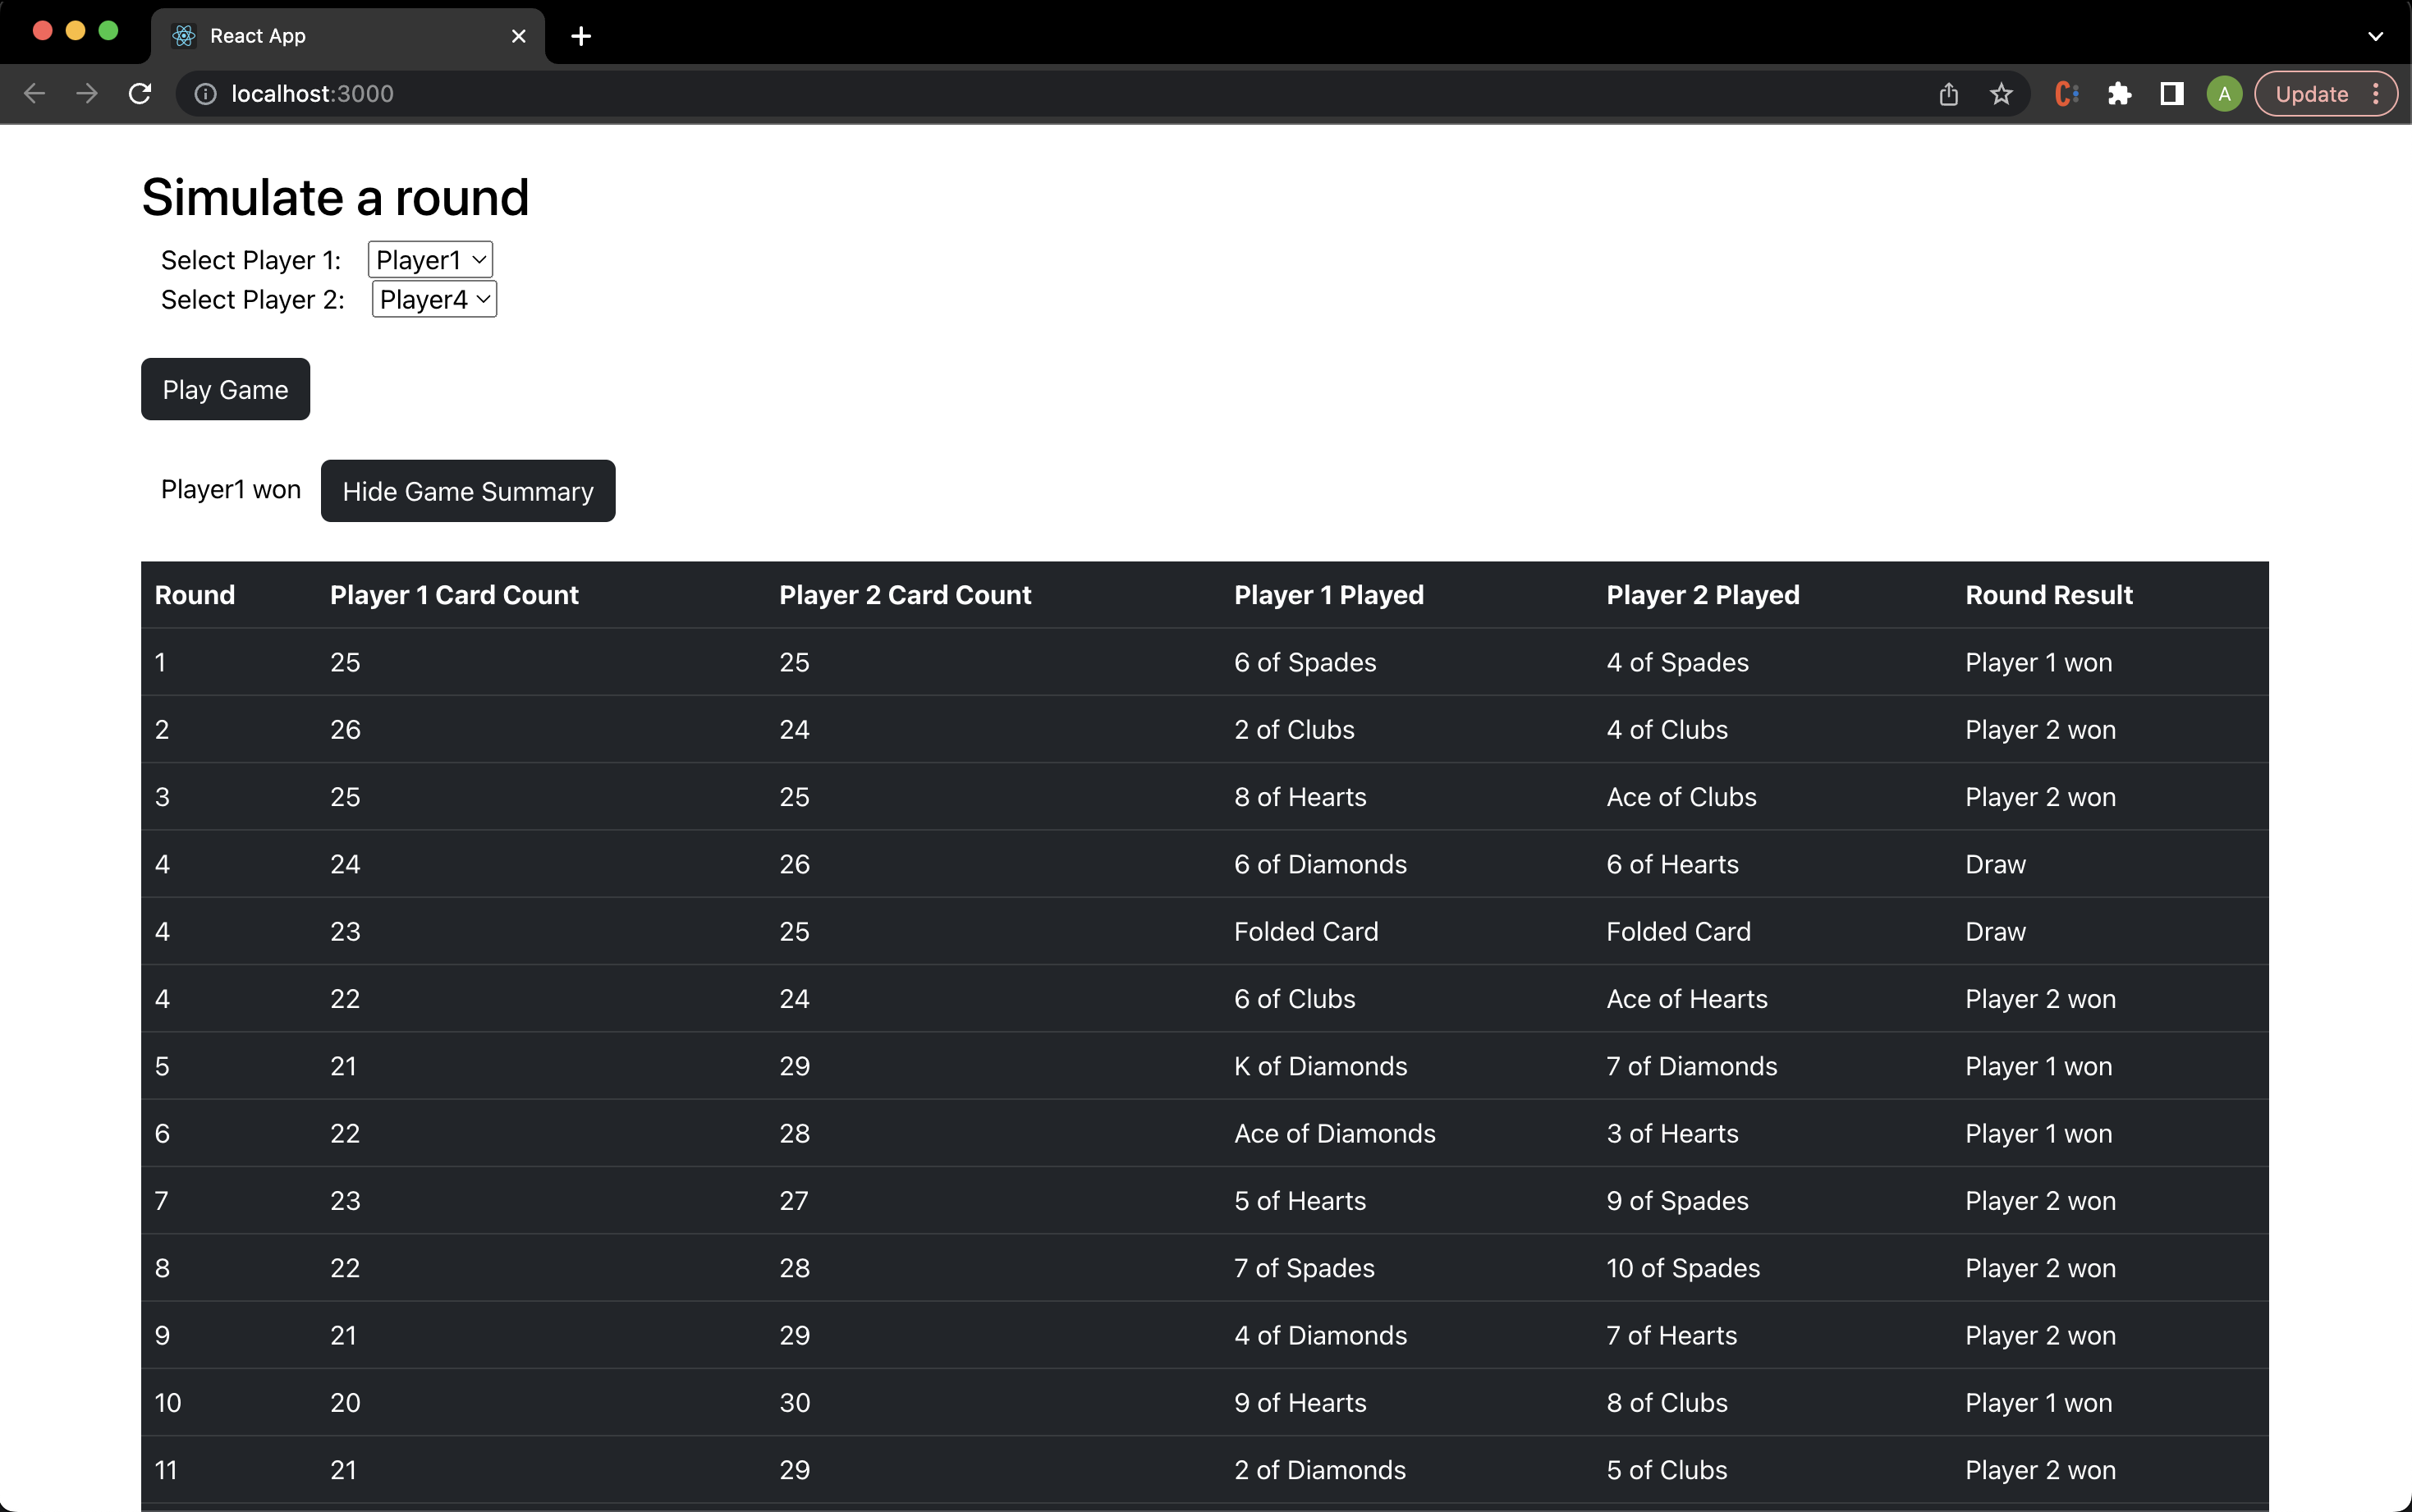 React App
localhost:3000
A
Update
Simulate a round
Select Player 1: Player1
Select Player 2: Player4
Play Game
Player1 won Hide Game Summary
Round Player 1 Card Count Player 2 Card Count Player 1 Played Player 2 Played Round Result
1 25 25 6 of Spades 4 of Spades Player 1 won
2 26 24 2 of Clubs 4 of Clubs Player 2 won
3 25 25 8 of Hearts Ace of Clubs Player 2 won
4 24 26 6 of Diamonds 6 of Hearts Draw
4 23 25 Folded Card Folded Card Draw
4 22 24 6 of Clubs Ace of Hearts Player 2 won
5 21 29 K of Diamonds 7 of Diamonds Player 1 won
6 22 28 Ace of Diamonds 3 of Hearts Player 1 won
7 23 27 5 of Hearts 9 of Spades Player 2 won
8 22 28 7 of Spades 10 of Spades Player 2 won
9 21 29 4 of Diamonds 7 of Hearts Player 2 won
10 20 30 9 of Hearts 8 of Clubs Player 1 won
11 21 29 2 of Diamonds 5 of Clubs Player 2 won